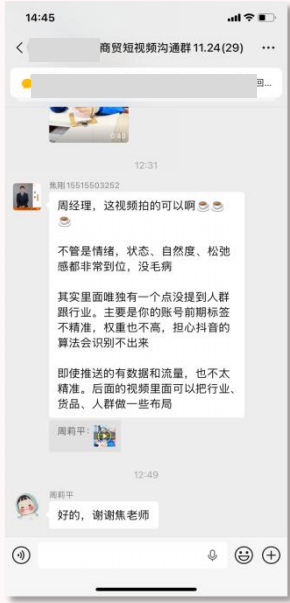 14:45
商贸短视频沟通群11.24(29)
回...
0:48
12:31
焦刚15515503252
周经理，这视频拍的可以啊
不管是情绪，状态、自然度、松弛
感都非常到位，没毛病
其实里面唯独有一个点没提到人群
跟行业。主要是你的账号前期标签
不精准，权重也不高，担心抖音的
算法会识别不出来
即使推送的有数据和流量，也不太
精准。后面的视频里面可以把行业、
货品、人群做一些布局
周莉平：
12:49
周莉平
好的，谢谢焦老师